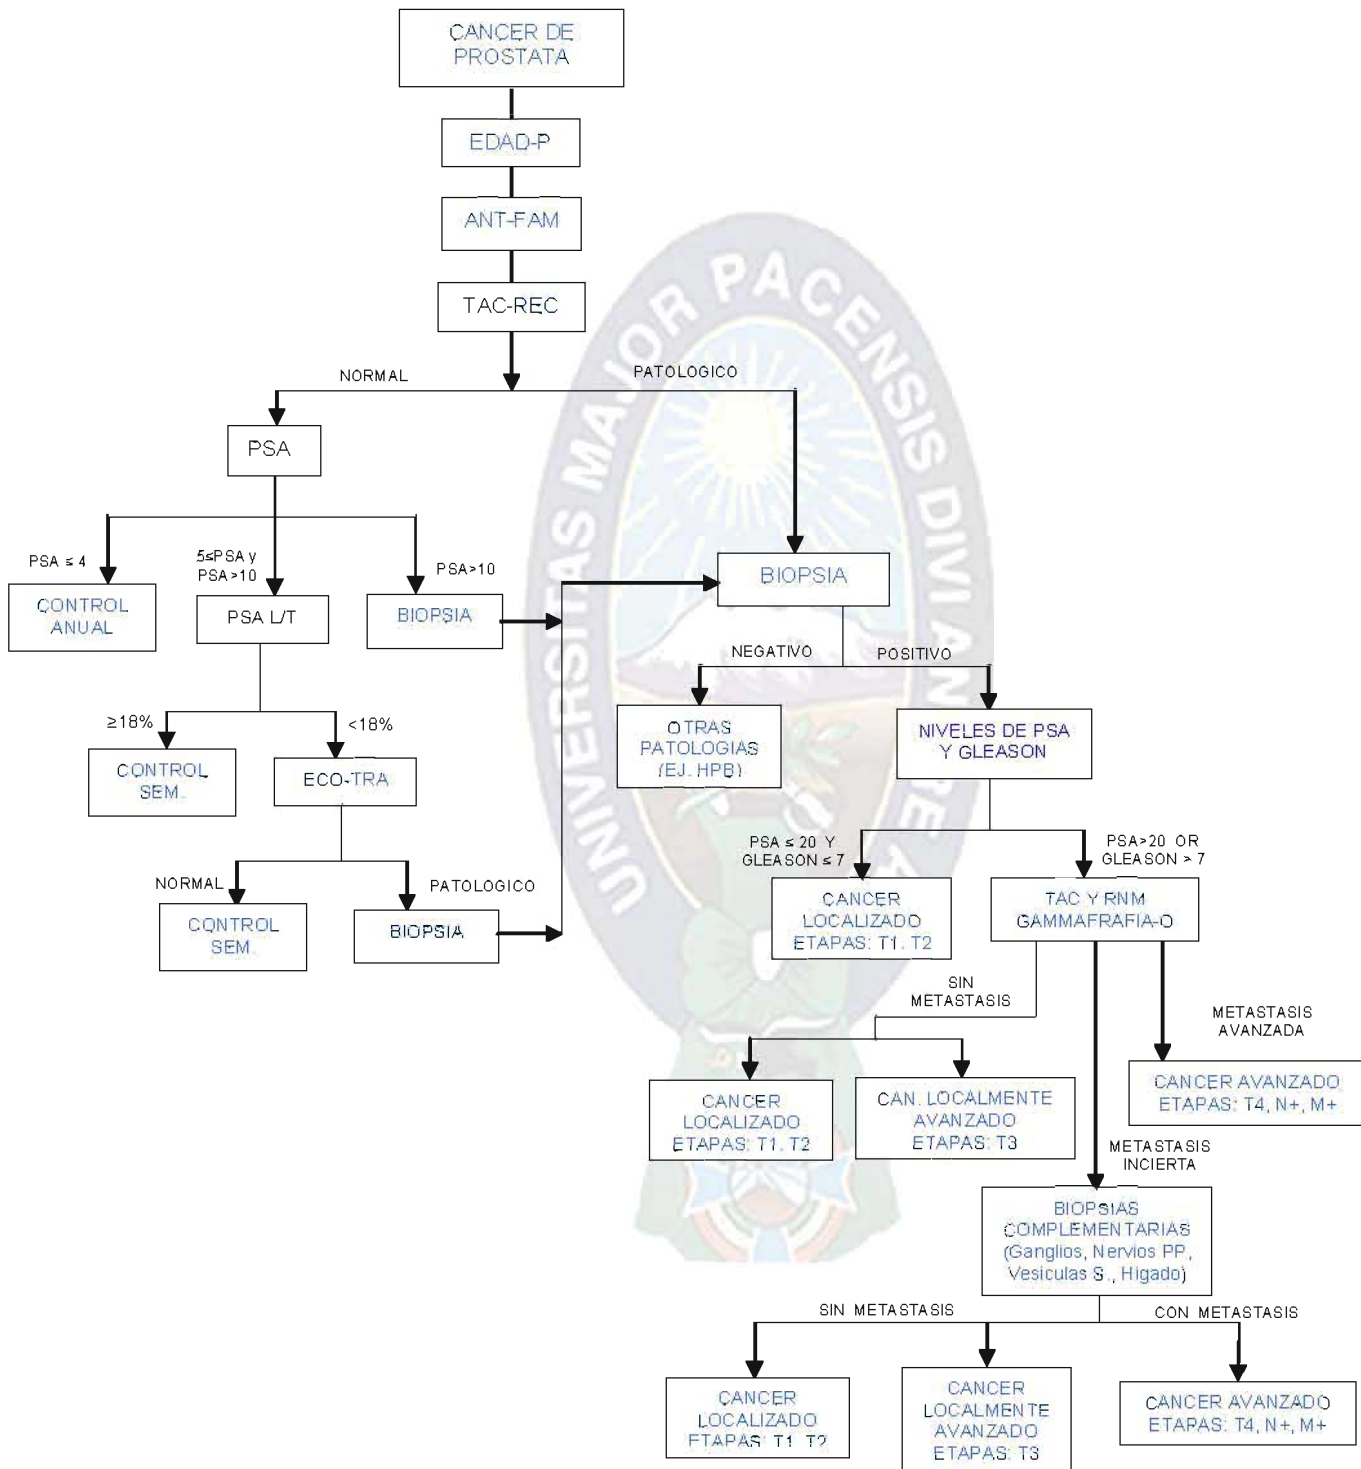 CANCER DE
PROSTATA
EDAD-P
ANT-FAM
TAC-REC
NORMAL
PATOLOGICO
PSA
PSA ≤ 4
5≤PSA y
PSA>10
PSA>10
CONTROL
ANUAL
PSA L/T
BIOPSIA
BIOPSIA
NEGATIVO
POSITIVO
≥18%
<18%
CONTROL
SEM.
ECO-TRA
OTRAS
PATOLOGIAS
(EJ. HPB)
NIVELES DE PSA
Y GLEASON
NORMAL
PATOLOGICO
CONTROL
SEM.
BIOPSIA
PSA ≤ 20 Y
GLEASON ≤ 7
PSA>20 OR
GLEASON > 7
CANCER
LOCALIZADO
ETAPAS: T1. T2
TAC Y RNM
GAMMAFRAFIA-O
SIN
METASTASIS
METASTASIS
AVANZADA
CANCER
LOCALIZADO
ETAPAS: T1. T2
CAN. LOCALMENTE
AVANZADO
ETAPAS: T3
CANCER AVANZADO
ETAPAS: T4, N+, M+
METASTASIS
INCIERTA
BIOPSIAS
COMPLEMENTARIAS
(Ganglios, Nervios PP.,
Vesiculas S., Higado)
SIN METASTASIS
CON METASTASIS
CANCER
LOCALIZADO
ETAPAS: T1 T2
CANCER
LOCALMENTE
AVANZADO
ETAPAS: T3
CANCER AVANZADO
ETAPAS: T4, N+, M+
UNIVERSITAS MAJOR PACENSIS DIVI ANDREAE